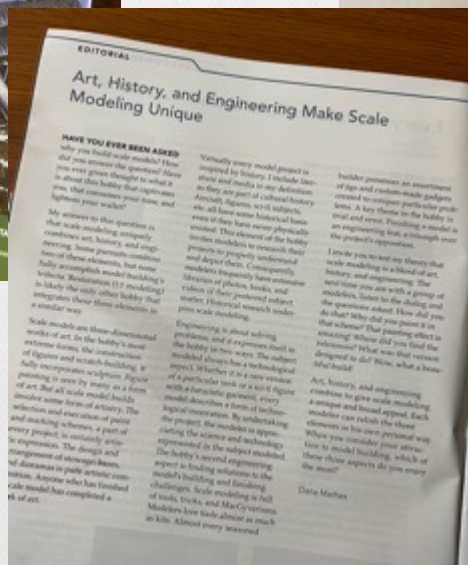 EDITORIAL
Art, History, and Engineering Make Scale
Modeling Unique
HAVE YOU EVER BEEN ASKED
why you build scale models? How
did you answer the question? Have
you ever given thought to what it
is about this hobby that captivates
you, that consumes your time, and
lightens your wallet?
My answer to this question is
that scale modeling uniquely
combines art, history, and engi-
neering. Some pursuits combine
two of these elements, but none
fully accomplish model building's
trifecta. Restoration (1:1 modeling)
is likely the only other hobby that
integrates these three elements in
a similar way.
Scale models are three-dimensional
works of art. In the hobby's most
extreme forms, the construction
of figures and scratch-building, it
fully incorporates sculpture. Figure
painting is seen by many as a form
of art. But all scale model builds
involve some form of artistry. The
selection and execution of paint
and marking schemes, a part of
every project, is certainly artis-
tic expression. The design and
arrangement of stowage,
and dioramas is pure artistic com-
Anyone who has finished
scale model has completed a
of art.
Virtually every model project is
inspired by history. I include liter-
ature and media in my definition
as they are part of cultural history.
Aircraft, figures, sci-fi subjects,
etc. all have some historical basis
even if they have never physically
existed. This element of the hobby
invites modelers to research their
projects to properly understand
and depict them. Consequently,
modelers frequently have extensive
libraries of photos, books, and
videos of their preferred subject
matter. Historical research under-
pins scale modeling.
Engineering is about solving
problems, and it expresses itself in
the hobby in two ways. The subject
modeled always has a technological
aspect. Whether it is a car version
of a particular tank or a sci-fi figure
with a futuristic garment, every
model describes a form of techno-
logical innovation. By undertaking
the project, the modeler is appre-
ciating the science and technology
represented in the subject modeled.
The hobby's second engineering
aspect is finding solutions to the
model's building and finishing
challenges. Scale modeling is full
of tools, tricks, and MacGyverisms.
Modelers love tools almost as much
as kits. Almost every seasoned
builder possesses an assortment
of jigs and custom-made gadgets
created to conquer particular prob-
lems. A key theme in the hobby is
trial and error. Finishing a model is
an engineering task triumph over
the project's opposition.
I invite you to test my theory that
scale modeling is a blend of art,
history, and engineering. The
next time you are with a group of
modelers, listen to the dialog and
the questions asked. How did you
do that? Why did you paint it in
that scheme? That painting effect is
amazing! Where did you find the
references? What was that version
designed to do? Wow, what a beau-
tiful build!
Art, history, and engineering
combine to give scale modeling
a unique and broad appeal. Each
modeler can relish the three
elements in his own personal way.
When you consider your attrac-
tion to model building, which of
these three aspects do you enjoy
the most?
Dana Mathes